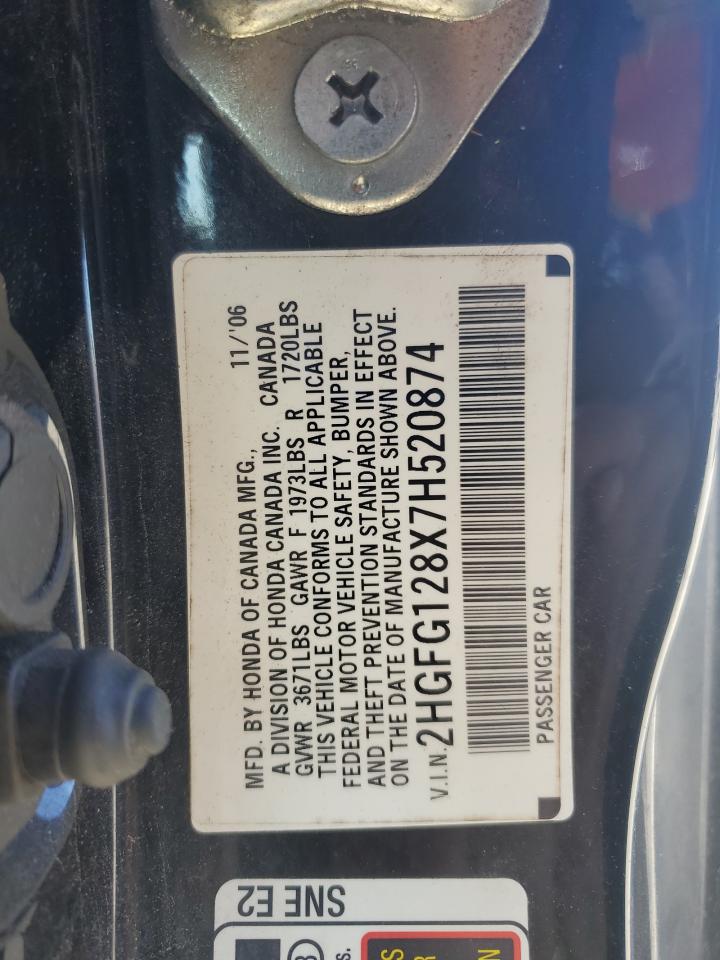 MFD. BY HONDA OF CANADA MFG., 11/'06
A DIVISION OF HONDA CANADA INC. CANADA
GVWR 3671LBS GAWR F 1973LBS R 1720LBS
THIS VEHICLE CONFORMS TO ALL APPLICABLE
FEDERAL MOTOR VEHICLE SAFETY, BUMPER,
AND THEFT PREVENTION STANDARDS IN EFFECT
ON THE DATE OF MANUFACTURE SHOWN ABOVE.
V.I.N. 2HGFG128X7H520874
PASSENGER CAR
SNE E2